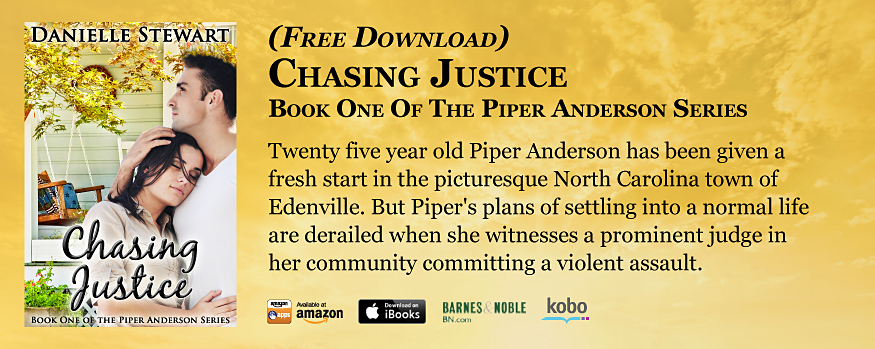 DANIELLE STEWART
Chasing
Justice
BOOK ONE OF THE PIPER ANDERSON SERIES
(FREE DOWNLOAD)
CHASING JUSTICE
BOOK ONE OF THE PIPER ANDERSON SERIES
Twenty five year old Piper Anderson has been given a
fresh start in the picturesque North Carolina town of
Edenville. But Piper's plans of settling into a normal life
are derailed when she witnesses a prominent judge in
her community committing a violent assault.
amazon
apps
Available at
amazon
Download on
iBooks
BARNES & NOBLE
BN.com
kobo